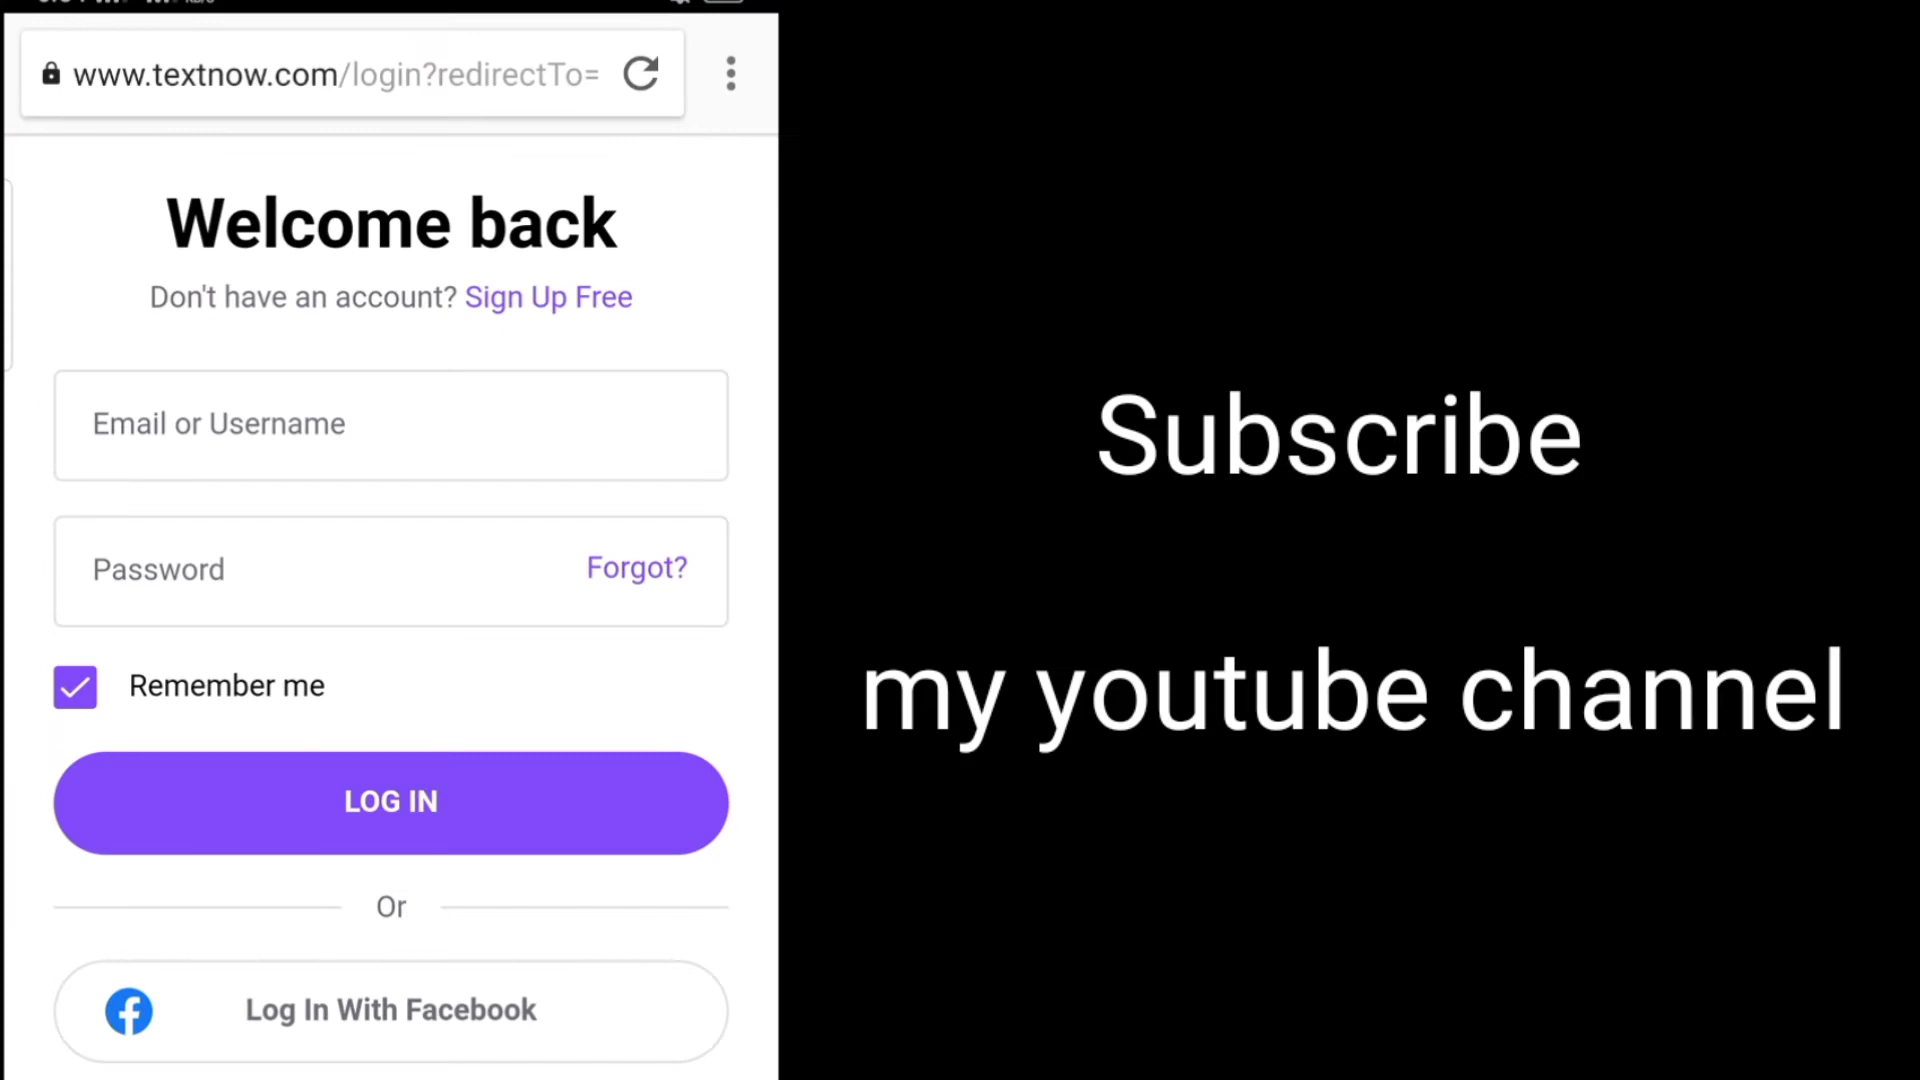 www.textnow.com/login?redirectTo=
Welcome back
Don't have an account? Sign Up Free
Email or Username
Password
Forgot?
Remember me
LOG IN
Or
Log In With Facebook
Subscribe
my youtube channel